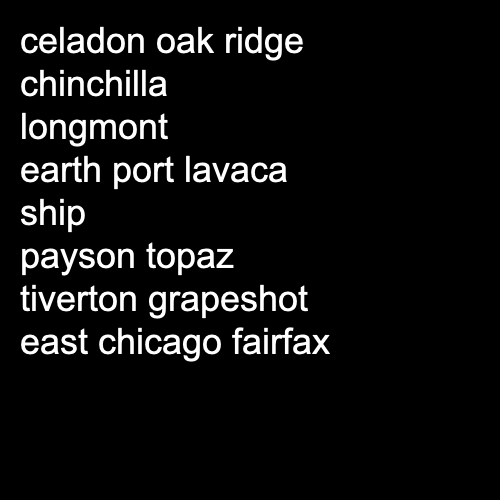 celadon oak ridge
chinchilla
longmont
earth port lavaca
ship
payson topaz
tiverton grapeshot
east chicago fairfax